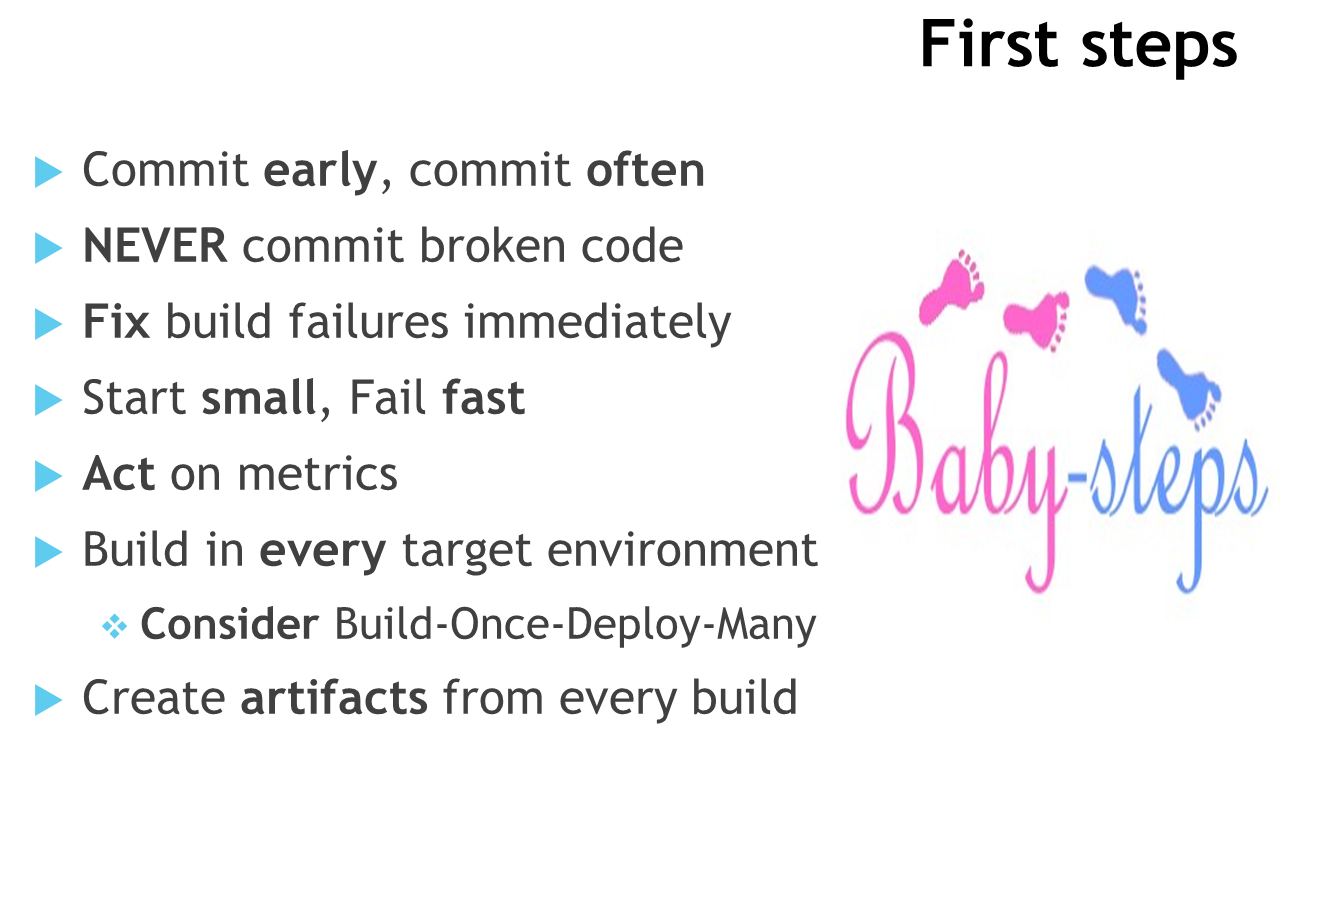 First steps
Commit early, commit often
NEVER commit broken code
Fix build failures immediately
Start small, Fail fast
Act on metrics
Build in every target environment
Consider Build-Once-Deploy-Many
Create artifacts from every build
Baby-steps